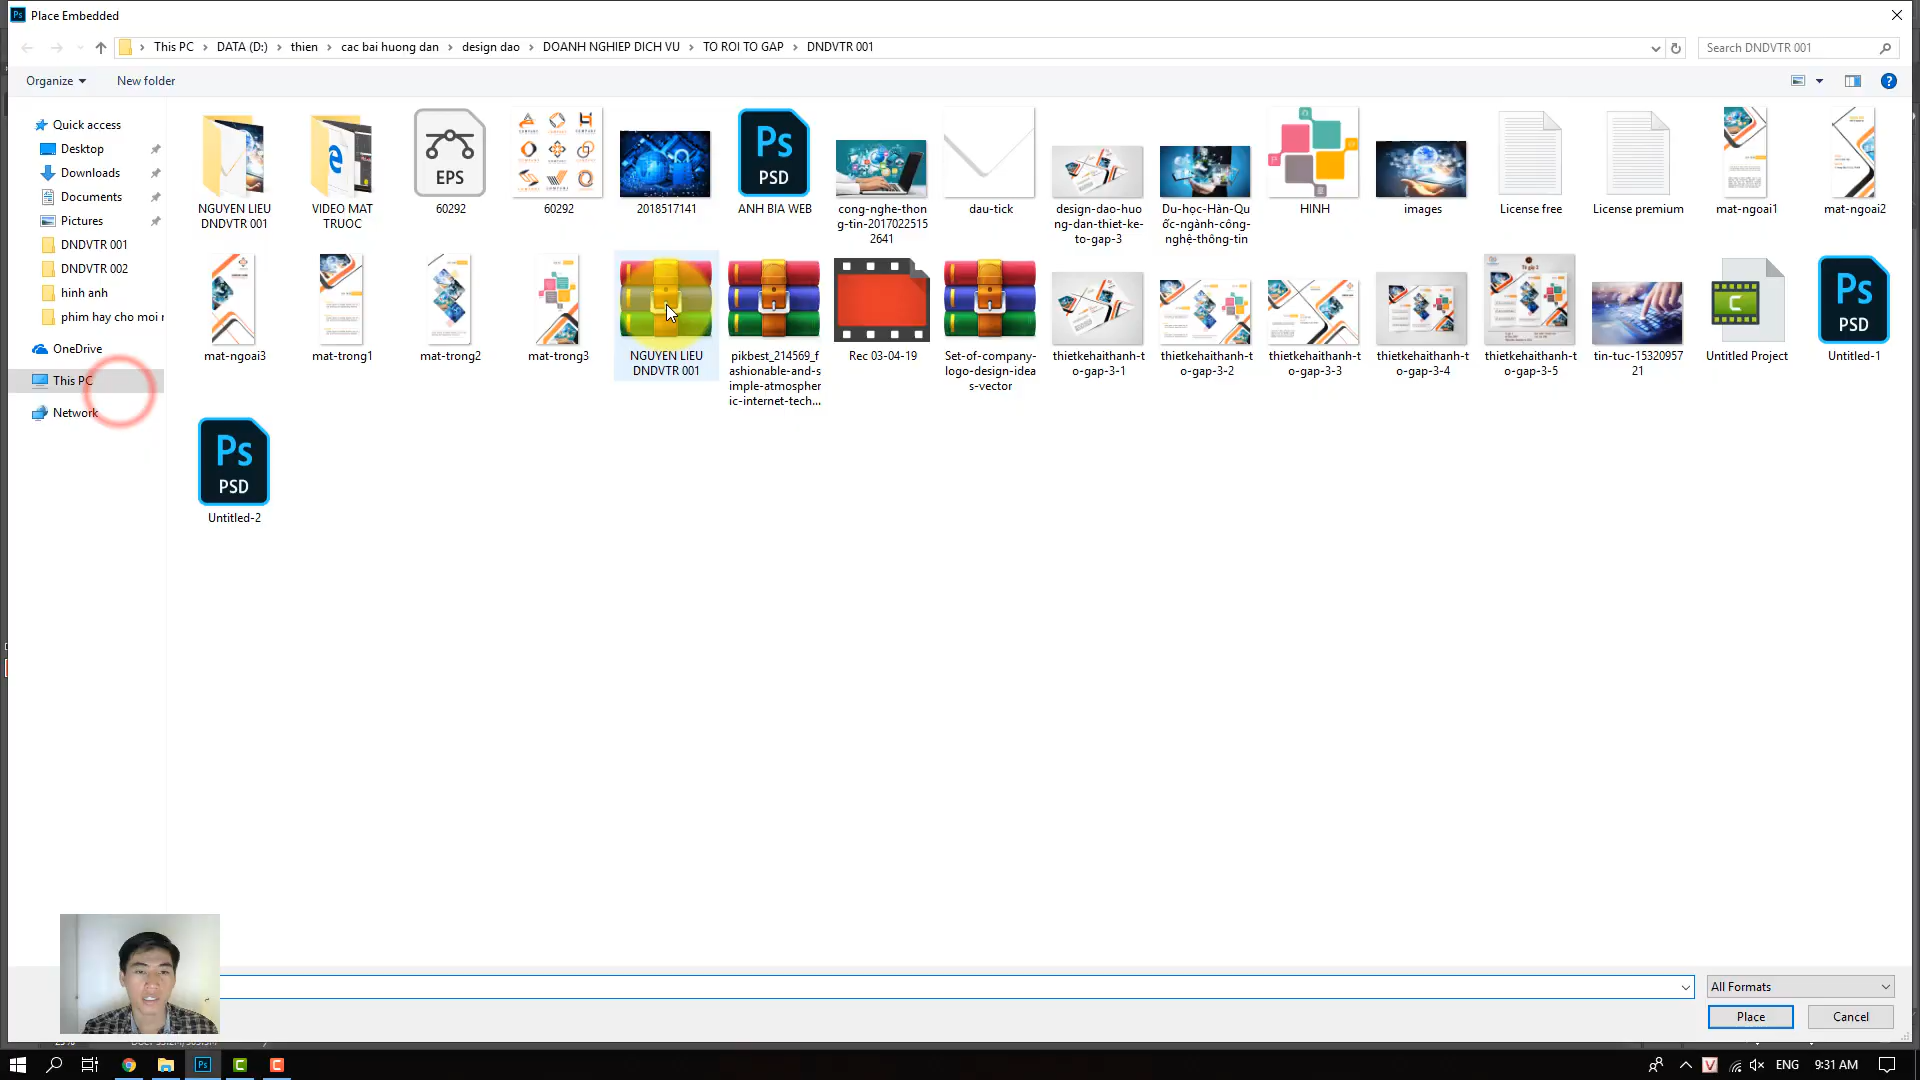 Place Embedded
This PC > DATA (D:) > thien > cac bai huong dan > design dao > DOANH NGHIEP DICH VU > TO ROI TO GAP > DNDVTR 001
Search DNDVTR 001
Organize
New folder
Quick access
Desktop
Downloads
Documents
Pictures
DNDVTR 001
DNDVTR 002
hinh anh
phim hay cho moi r
OneDrive
This PC
Network
NGUYEN LIEU
DNDVTR 001
VIDEO MAT
TRUOC
EPS
60292
60292
2018517141
Ps
PSD
ANH BIA WEB
cong-nghe-thon
g-tin-2017022515
2641
dau-tick
design-dao-huo
ng-dan-thiet-ke-
to-gap-3
Du-học-Hàn-Qu
ốc-ngành-công-
nghệ-thông-tin
HINH
images
License free
License premium
mat-ngoai1
mat-ngoai2
mat-ngoai3
mat-trong1
mat-trong2
mat-trong3
NGUYEN LIEU
DNDVTR 001
pikbest_214569_f
ashionable-and-s
imple-atmospher
ic-internet-tech...
Rec 03-04-19
Set-of-company-
logo-design-idea
s-vector
thietkehaithanh-t
o-gap-3-1
thietkehaithanh-t
o-gap-3-2
thietkehaithanh-t
o-gap-3-3
thietkehaithanh-t
o-gap-3-4
thietkehaithanh-t
o-gap-3-5
tin-tuc-15320957
21
Untitled Project
Ps
PSD
Untitled-1
Ps
PSD
Untitled-2
All Formats
Place
Cancel
ENG
9:31 AM